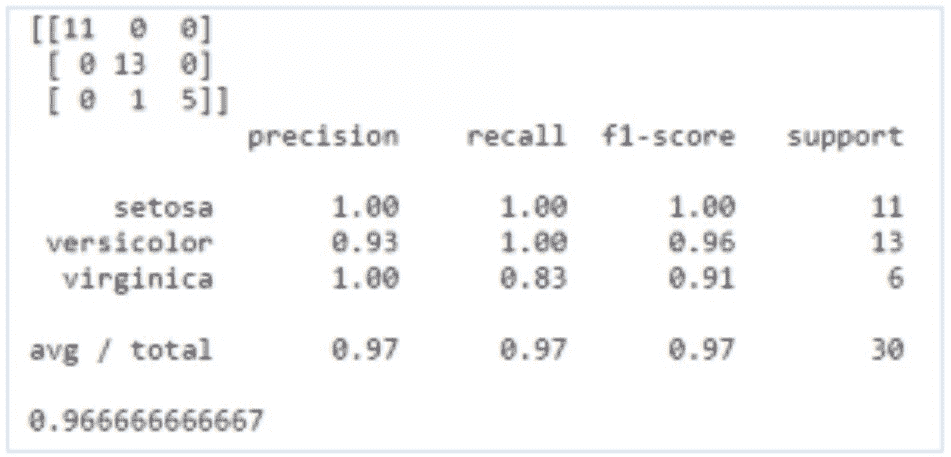 [[11  0  0]
 [ 0 13  0]
 [ 0  1  5]]
             precision    recall  f1-score   support

     setosa       1.00      1.00      1.00        11
 versicolor       0.93      1.00      0.96        13
  virginica       1.00      0.83      0.91         6

avg / total       0.97      0.97      0.97        30

0.966666666667